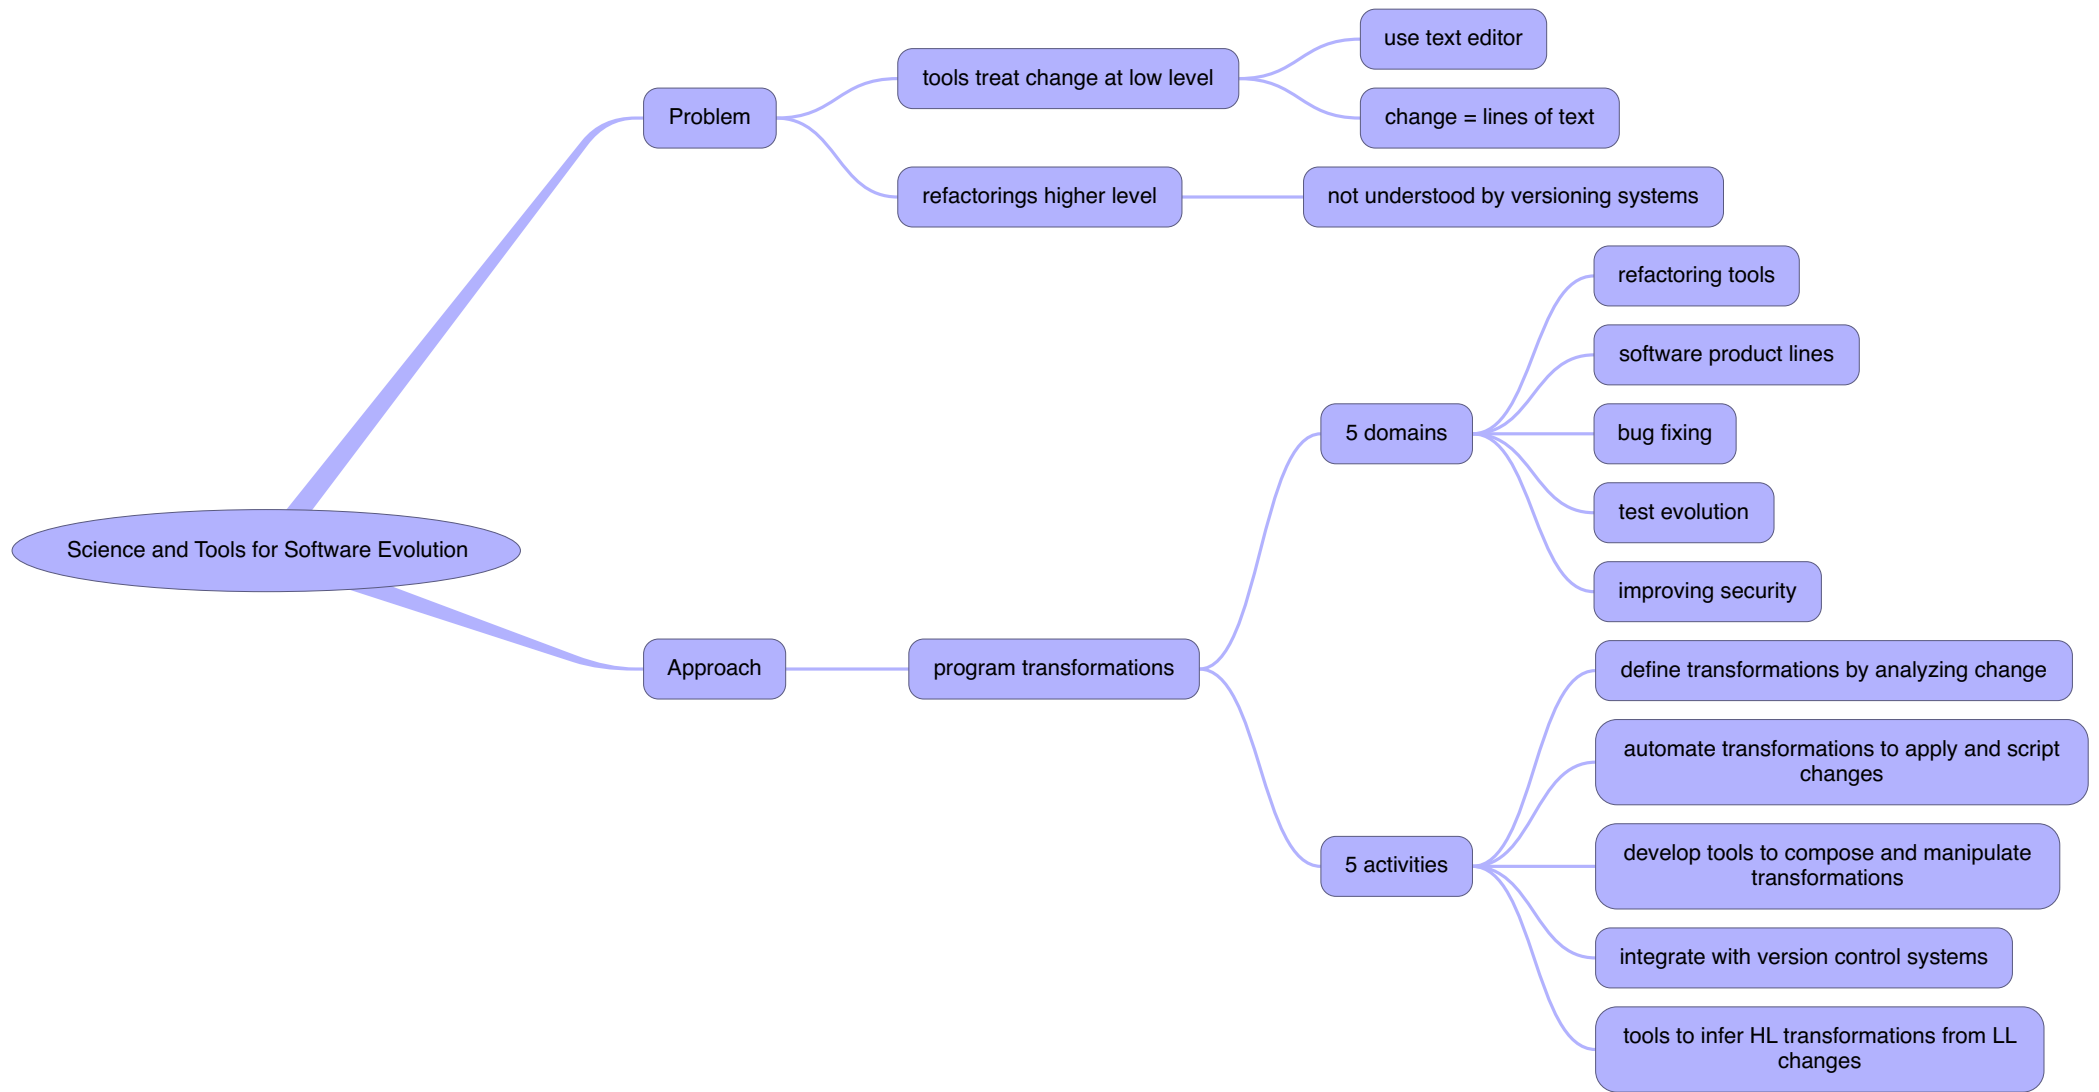 use text editor
tools treat change at low level
change = lines of text
Problem
refactorings higher level
not understood by versioning systems
refactoring tools
software product lines
5 domains
bug fixing
test evolution
improving security
Science and Tools for Software Evolution
Approach
program transformations
define transformations by analyzing change
automate transformations to apply and script
changes
5 activities
develop tools to compose and manipulate
transformations
integrate with version control systems
tools to infer HL transformations from LL
changes